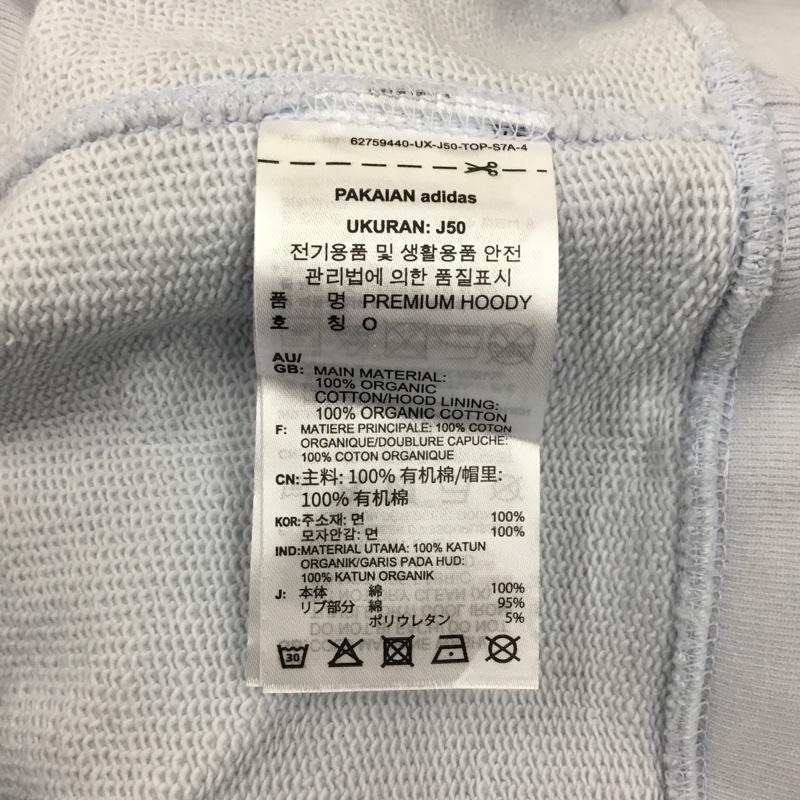 62759440-UX-J50-TOP-S7A-4
PAKAIAN adidas
UKURAN: J50
전기용품 및 생활용품 안전
관리법에 의한 품질표시
품 명 PREMIUM HOODY
호 칭 O
AU/
GB: MAIN MATERIAL:
100% ORGANIC
COTTON/HOOD LINING:
100% ORGANIC COTTON
F: MATIERE PRINCIPALE: 100% COTON
ORGANIQUE/DOUBLURE CAPUCHE:
100% COTON ORGANIQUE
CN: 主料: 100% 有机棉/帽里:
100% 有机棉
KOR: 주소재: 면 100%
모자안감: 면 100%
IND: MATERIAL UTAMA: 100% KATUN
ORGANIK/GARIS PADA HUD:
100% KATUN ORGANIK
J: 本体 綿 100%
リブ部分 綿 95%
ポリウレタン 5%
30